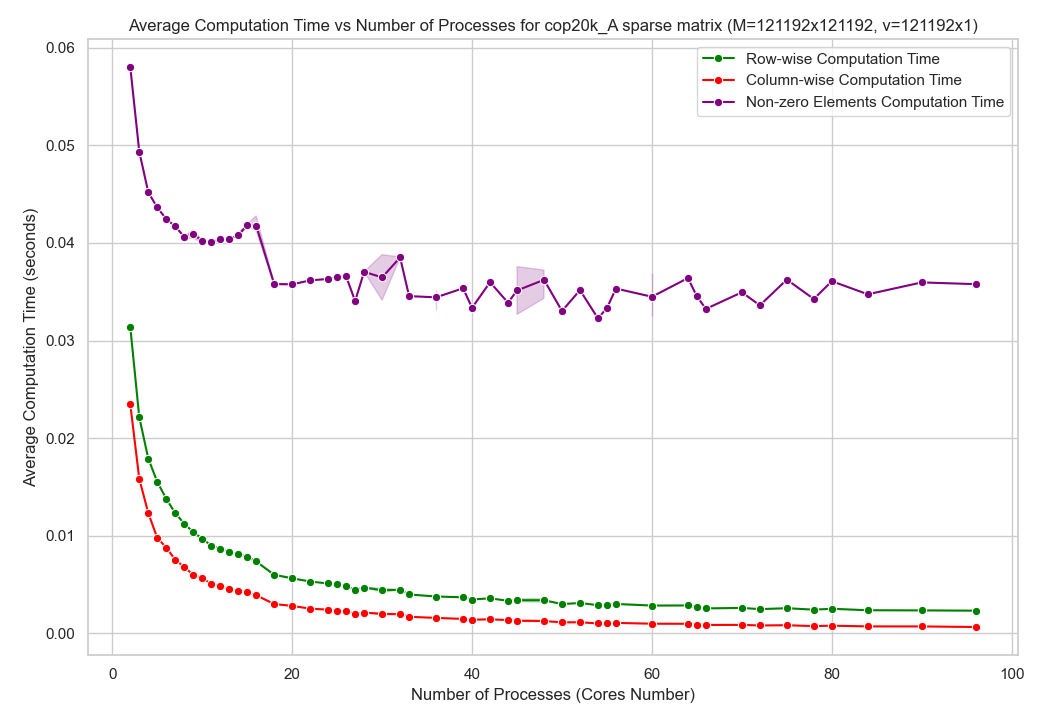 Average Computation Time vs Number of Processes for cop20k_A sparse matrix (M=121192x121192, v=121192x1)
Row-wise Computation Time
Column-wise Computation Time
Non-zero Elements Computation Time
Average Computation Time (seconds)
0.06
0.05
0.04
0.03
0.02
0.01
0.00
0 20 40 60 80 100
Number of Processes (Cores Number)